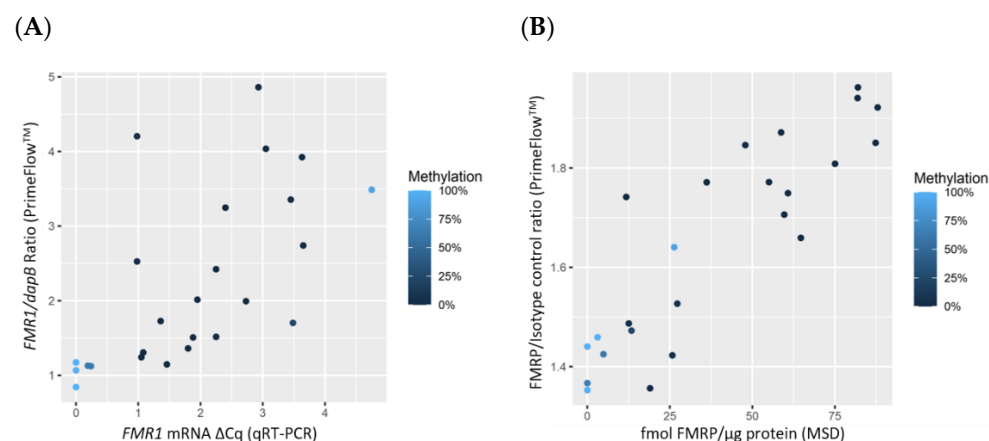 (A)
5
4
3
2
1
0 1 2 3 4
FMR1/dapB Ratio (PrimeFlow™)
FMR1 mRNA ΔCq (qRT-PCR)
Methylation
100%
75%
50%
25%
0%
(B)
1.8
1.6
1.4
0 25 50 75
FMRP/Isotype control ratio (PrimeFlow™)
fmol FMRP/µg protein (MSD)
Methylation
100%
75%
50%
25%
0%